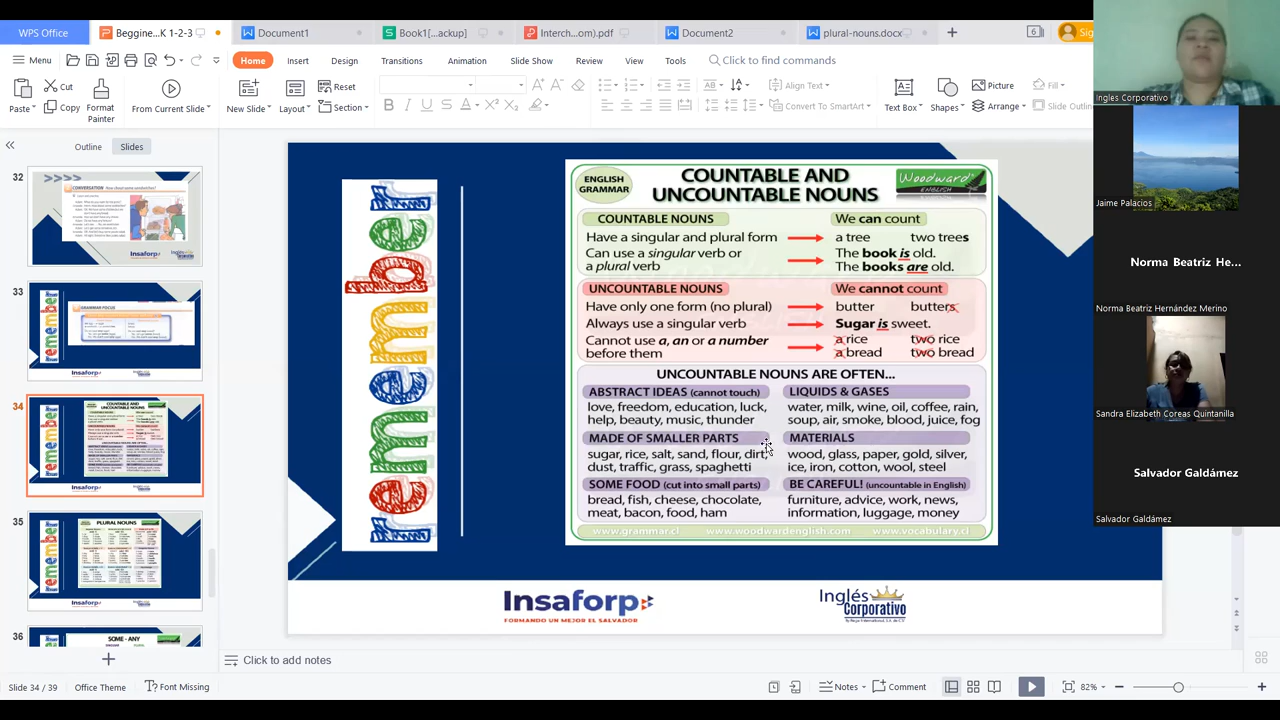 WPS Office
Beggine...K 1-2-3
Document1
Book1[...ackup]
Interch...om).pdf
Document2
plural-nouns.docx
6
Menu
Home
Insert
Design
Transitions
Animation
Slide Show
Review
View
Tools
Click to find commands
Paste
Cut
Copy
Format
Painter
From Current Slide
New Slide
Layout
Reset
Section
Align Text
Convert To SmartArt
Text Box
Shapes
Picture
Arrange
Fill
Outline
Slides
32
33
34
35
36
remember
ENGLISH
GRAMMAR
COUNTABLE AND
UNCOUNTABLE NOUNS
Woodward
ENGLISH
COUNTABLE NOUNS
We can count
Have a singular and plural form
a tree two trees
Can use a singular verb or
a plural verb
The book is old.
The books are old.
UNCOUNTABLE NOUNS
We cannot count
Have only one form (no plural)
butter butters
Always use a singular verb
Sugar is sweet.
Cannot use a, an or a number
before them
a rice two rice
a bread two bread
UNCOUNTABLE NOUNS ARE OFTEN...
ABSTRACT IDEAS (cannot touch)
love, freedom, education, luck,
help, beauty, music, thunder
LIQUIDS & GASES
water, milk, wine, oil, coffee, rain,
soup, air, smoke, blood, juice, fog
MADE OF SMALLER PARTS
sugar, rice, salt, sand, flour, dirt,
dust, traffic, grass, spaghetti
MATERIALS
wood, glass, paper, gold, silver,
ice, iron, cotton, wool, steel
SOME FOOD (cut into small parts)
bread, fish, cheese, chocolate,
meat, bacon, food, ham
BE CAREFUL! (uncountable in English)
furniture, advice, work, news,
information, luggage, money
www.grammar.cl www.woodwardenglish.com www.vocabulary.cl
Insaforp
FORMANDO UN MEJOR EL SALVADOR
Inglés
Corporativo
Click to add notes
Slide 34 / 39
Office Theme
Font Missing
Notes
Comment
82%
Ingles Corporativo
Jaime Palacios
Norma Beatriz He...
Norma Beatriz Hernández Merino
Sandra Elizabeth Coreas Quintanilla
Salvador Galdámez
Salvador Galdámez